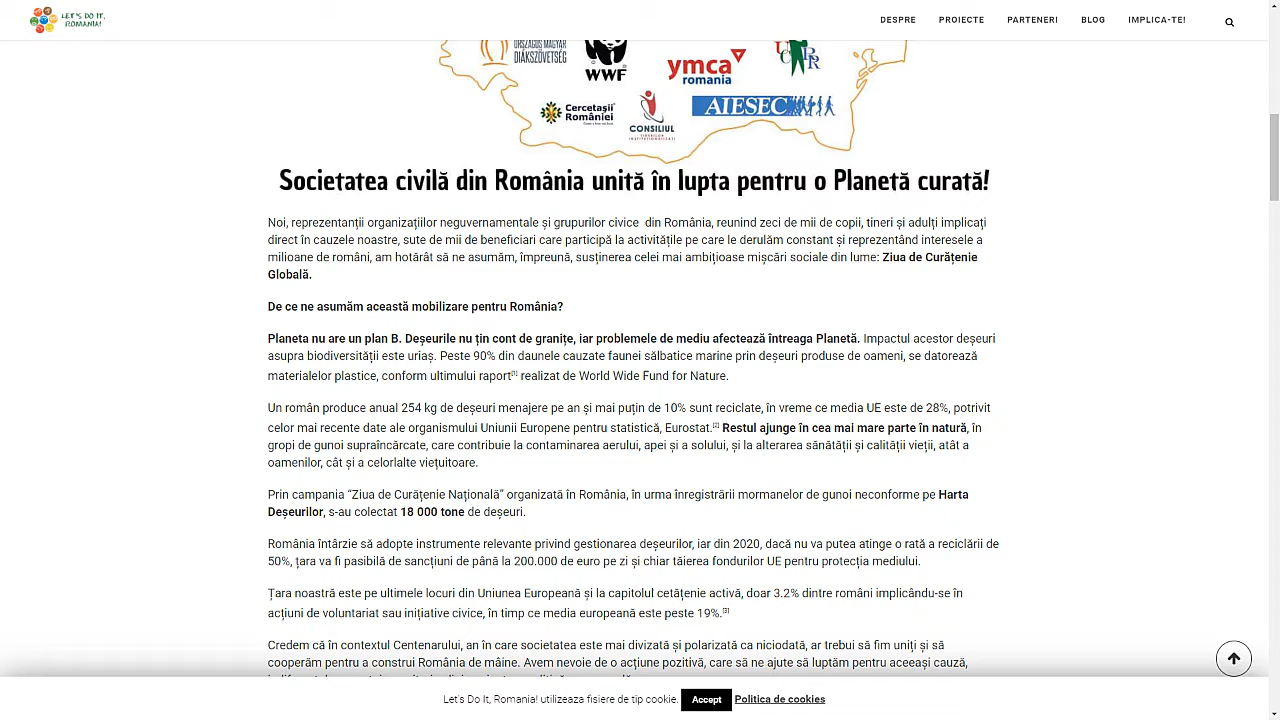 LET'S DO IT,
ROMANIA!
DESPRE PROIECTE PARTENERI BLOG IMPLICA-TE!
ORSZÁGOS MAGYAR
DIÁKSZÖVETSÉG
WWF
ymca
romania
Cercetașii
României
CONSILIUL
TINERILOR
INSTITUȚIONALIZAȚI
AIESEC
Societatea civilă din România unită în lupta pentru o Planetă curată!
Noi, reprezentanții organizațiilor neguvernamentale și grupurilor civice din România, reunind zeci de mii de copii, tineri și adulți implicați
direct în cauzele noastre, sute de mii de beneficiari care participă la activitățile pe care le derulăm constant și reprezentând interesele a
milioane de români, am hotărât să ne asumăm, împreună, susținerea celei mai ambițioase mișcări sociale din lume: Ziua de Curățenie
Globală.
De ce ne asumăm această mobilizare pentru România?
Planeta nu are un plan B. Deșeurile nu țin cont de granițe, iar problemele de mediu afectează întreaga Planetă. Impactul acestor deșeuri
asupra biodiversității este uriaș. Peste 90% din daunele cauzate faunei sălbatice marine prin deșeuri produse de oameni, se datorează
materialelor plastice, conform ultimului raport[1] realizat de World Wide Fund for Nature.
Un român produce anual 254 kg de deșeuri menajere pe an și mai puțin de 10% sunt reciclate, în vreme ce media UE este de 28%, potrivit
celor mai recente date ale organismului Uniunii Europene pentru statistică, Eurostat.[2] Restul ajunge în cea mai mare parte în natură, în
gropi de gunoi supraîncărcate, care contribuie la contaminarea aerului, apei și a solului, și la alterarea sănătății și calității vieții, atât a
oamenilor, cât și a celorlalte viețuitoare.
Prin campania “Ziua de Curățenie Națională” organizată în România, în urma înregistrării mormanelor de gunoi neconforme pe Harta
Deșeurilor, s-au colectat 18 000 tone de deșeuri.
România întârzie să adopte instrumente relevante privind gestionarea deșeurilor, iar din 2020, dacă nu va putea atinge o rată a reciclării de
50%, țara va fi pasibilă de sancțiuni de până la 200.000 de euro pe zi și chiar tăierea fondurilor UE pentru protecția mediului.
Țara noastră este pe ultimele locuri din Uniunea Europeană și la capitolul cetățenie activă, doar 3.2% dintre români implicându-se în
acțiuni de voluntariat sau inițiative civice, în timp ce media europeană este peste 19%.[3]
Credem că în contextul Centenarului, an în care societatea este mai divizată și polarizată ca niciodată, ar trebui să fim uniți și să
cooperăm pentru a construi România de mâine. Avem nevoie de o acțiune pozitivă, care să ne ajute să luptăm pentru aceeași cauză,
Let's Do It, Romania! utilizeaza fisiere de tip cookie. Accept Politica de cookies